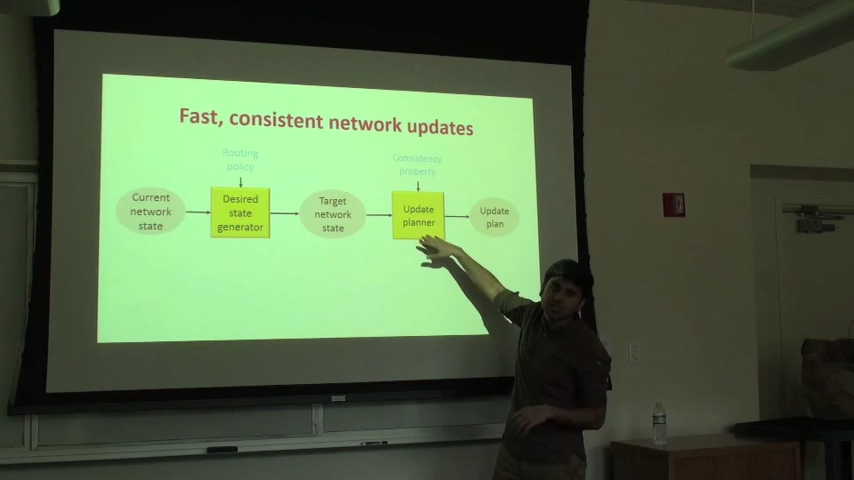 Fast, consistent network updates
Routing
policy
Consistency
property
Current
network
state
Desired
state
generator
Target
network
state
Update
planner
Update
plan